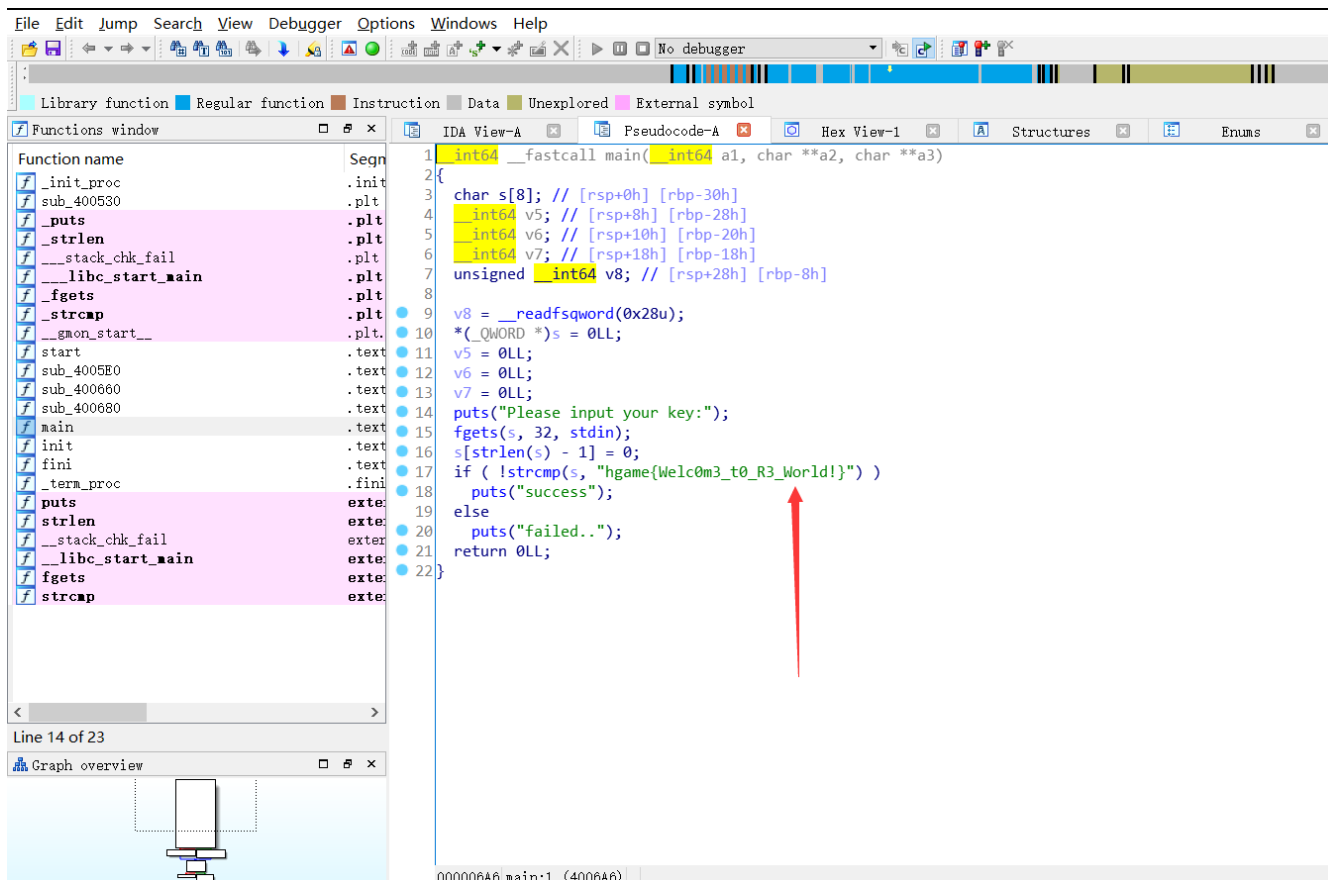 File Edit Jump Search View Debugger Options Windows Help
No debugger
Library function Regular function Instruction Data Unexplored External symbol
Functions window
IDA View-A Pseudocode-A Hex View-1 Structures Enums
Function name Segn
_init_proc .init
sub_400530 .plt
_puts .plt
_strlen .plt
___stack_chk_fail .plt
___libc_start_main .plt
_fgets .plt
_strcmp .plt
__gmon_start__ .plt.
start .text
sub_4005E0 .text
sub_400660 .text
sub_400680 .text
main .text
init .text
fini .text
_term_proc .fini
puts exte
strlen exte
__stack_chk_fail exter
__libc_start_main exte
fgets exte
strcmp exte
Line 14 of 23
Graph overview
1 __int64 __fastcall main(__int64 a1, char **a2, char **a3)
2 {
3 char s[8]; // [rsp+0h] [rbp-30h]
4 __int64 v5; // [rsp+8h] [rbp-28h]
5 __int64 v6; // [rsp+10h] [rbp-20h]
6 __int64 v7; // [rsp+18h] [rbp-18h]
7 unsigned __int64 v8; // [rsp+28h] [rbp-8h]
8
9 v8 = __readfsqword(0x28u);
10 *(_QWORD *)s = 0LL;
11 v5 = 0LL;
12 v6 = 0LL;
13 v7 = 0LL;
14 puts("Please input your key:");
15 fgets(s, 32, stdin);
16 s[strlen(s) - 1] = 0;
17 if ( !strcmp(s, "hgame{Welc0m3_t0_R3_World!}") )
18 puts("success");
19 else
20 puts("failed..");
21 return 0LL;
22 }
000006A6 main:1 (4006A6)